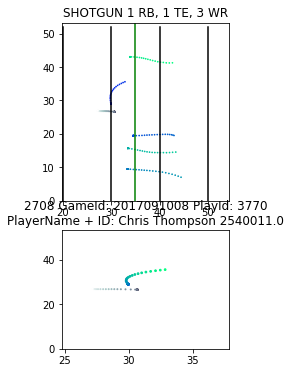 SHOTGUN 1 RB, 1 TE, 3 WR
50
40
30
20
10
0
20 30 40 50
2708 GameId: 2017091008 PlayId: 3770
PlayerName + ID: Chris Thompson 2540011.0
40
20
0
25 30 35